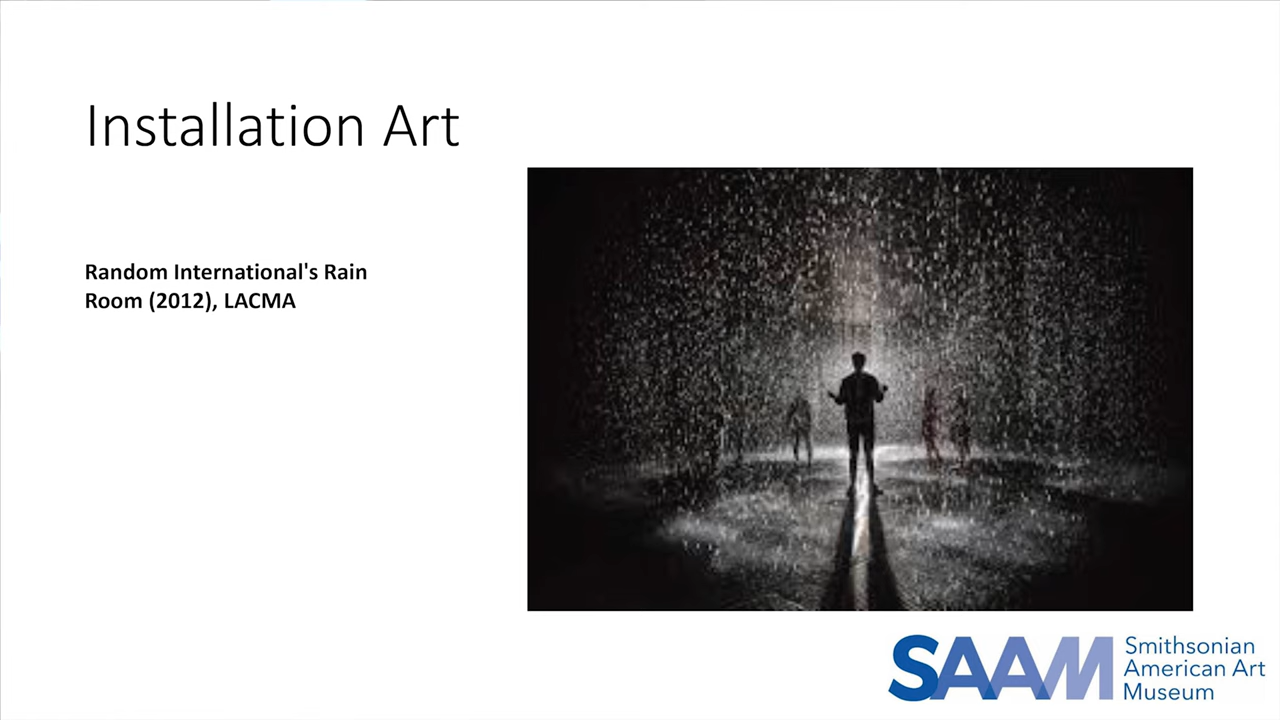 Installation Art
Random International's Rain
Room (2012), LACMA
SAAM
Smithsonian
American Art
Museum